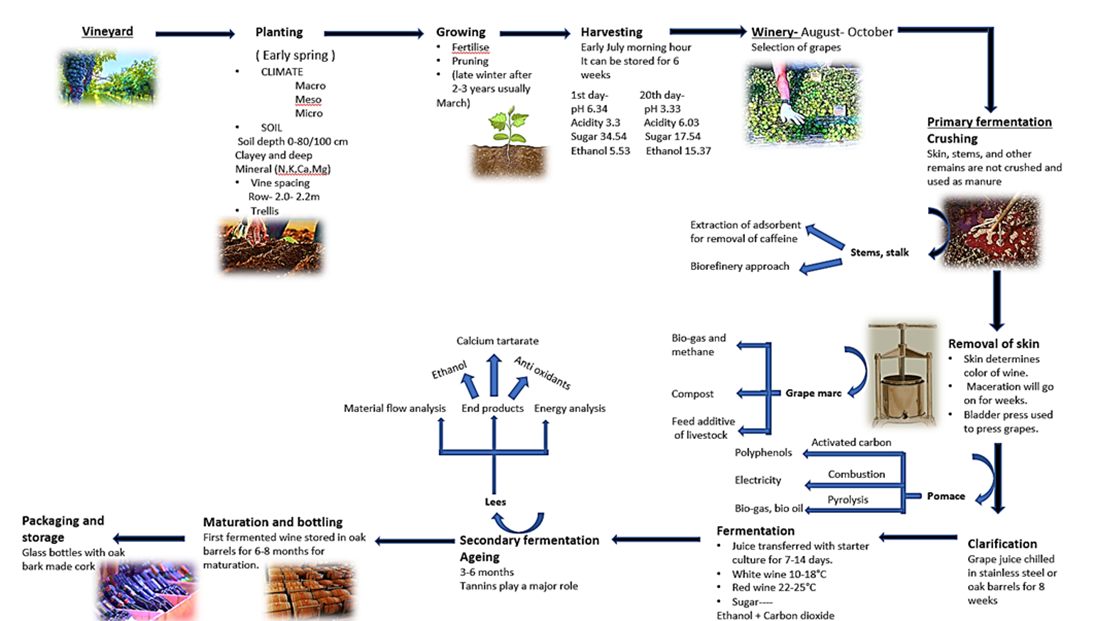 Vineyard
Planting
( Early spring )
• CLIMATE
Macro
Meso
Micro
• SOIL
Soil depth 0-80/100 cm
Clayey and deep
Mineral (N,K,Ca,Mg)
• Vine spacing
Row- 2.0- 2.2m
• Trellis
Growing
• Fertilise
• Pruning
• (late winter after
2-3 years usually
March)
Harvesting
Early July morning hour
It can be stored for 6
weeks
1st day-
pH 6.34
Acidity 3.3
Sugar 34.54
Ethanol 5.53
20th day-
pH 3.33
Acidity 6.03
Sugar 17.54
Ethanol 15.37
Winery- August- October
Selection of grapes
Primary fermentation
Crushing
Skin, stems, and other
remains are not crushed and
used as manure
Stems, stalk
Extraction of adsorbent
for removal of caffeine
Biorefinery approach
Removal of skin
• Skin determines
color of wine.
• Maceration will go
on for weeks.
• Bladder press used
to press grapes.
Grape marc
Bio-gas and
methane
Compost
Feed additive
of livestock
Pomace
Activated carbon
Polyphenols
Combustion
Electricity
Pyrolysis
Bio-gas, bio oil
Clarification
Grape juice chilled
in stainless steel or
oak barrels for 8
weeks
Fermentation
• Juice transferred with starter
culture for 7-14 days.
• White wine 10-18°C
• Red wine 22-25°C
• Sugar----
Ethanol + Carbon dioxide
Secondary fermentation
Ageing
3-6 months
Tannins play a major role
Lees
Material flow analysis
End products
Energy analysis
Ethanol
Calcium tartarate
Anti oxidants
Maturation and bottling
First fermented wine stored in oak
barrels for 6-8 months for
maturation.
Packaging and
storage
Glass bottles with oak
bark made cork